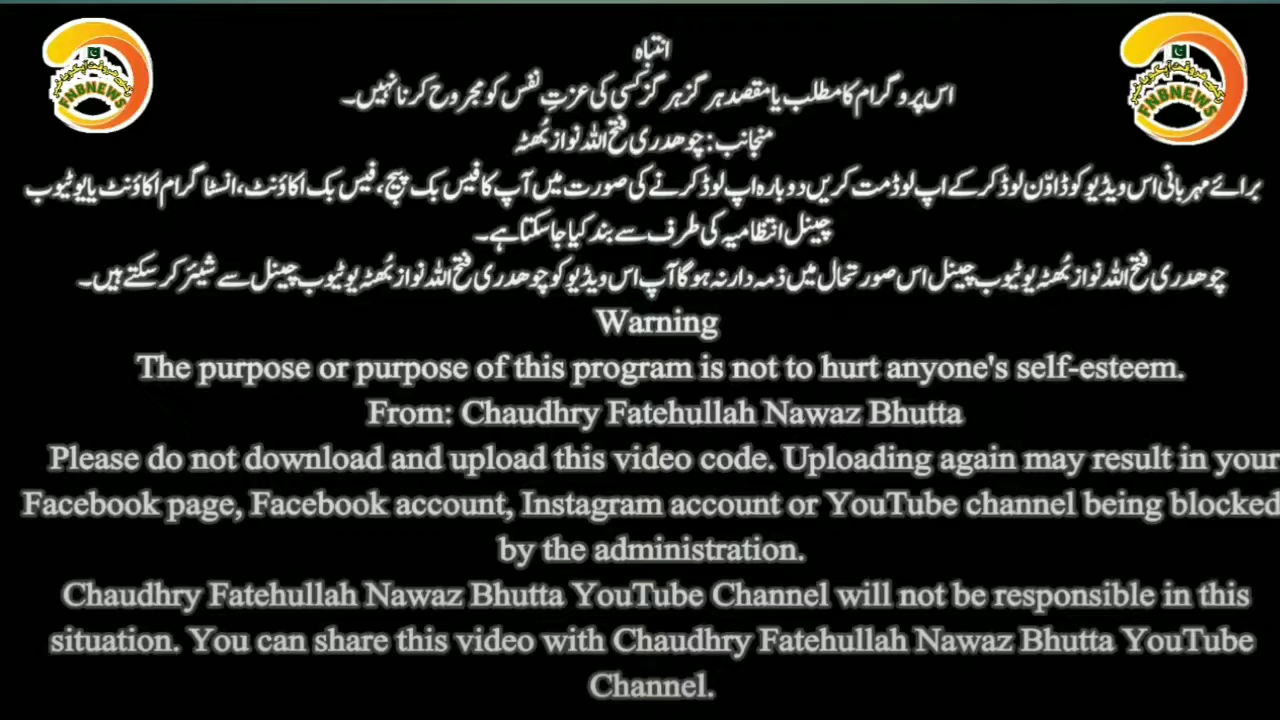 انتباہ
اس پروگرام کا مطلب یا مقصد ہر گز ہر گز کسی کی عزتِ نفس کو مجروح کرنا نہیں۔
منجانب: چوھدری فتح اللہ نواز بُھٹہ
برائے مہربانی اس ویڈیو کو ڈاؤن لوڈ کر کے اپ لوڈ مت کریں دوبارہ اپ لوڈ کرنے کی صورت میں آپ کا فیس بک پیج، فیس بک اکاؤنٹ، انسٹا گرام اکاؤنٹ یا یوٹیوب
چینل انتظامیہ کی طرف سے بند کیا جا سکتا ہے۔
چوھدری فتح اللہ نواز بُھٹہ یوٹیوب چینل اس صورتحال میں ذمہ دار نہ ہو گا آپ اس ویڈیو کو چوھدری فتح اللہ نواز بُھٹہ یوٹیوب چینل سے شیئر کر سکتے ہیں۔
Warning
The purpose or purpose of this program is not to hurt anyone's self-esteem.
From: Chaudhry Fatehullah Nawaz Bhutta
Please do not download and upload this video code. Uploading again may result in your
Facebook page, Facebook account, Instagram account or YouTube channel being blocked
by the administration.
Chaudhry Fatehullah Nawaz Bhutta YouTube Channel will not be responsible in this
situation. You can share this video with Chaudhry Fatehullah Nawaz Bhutta YouTube
Channel.
FNBNEWS
FNBNEWS